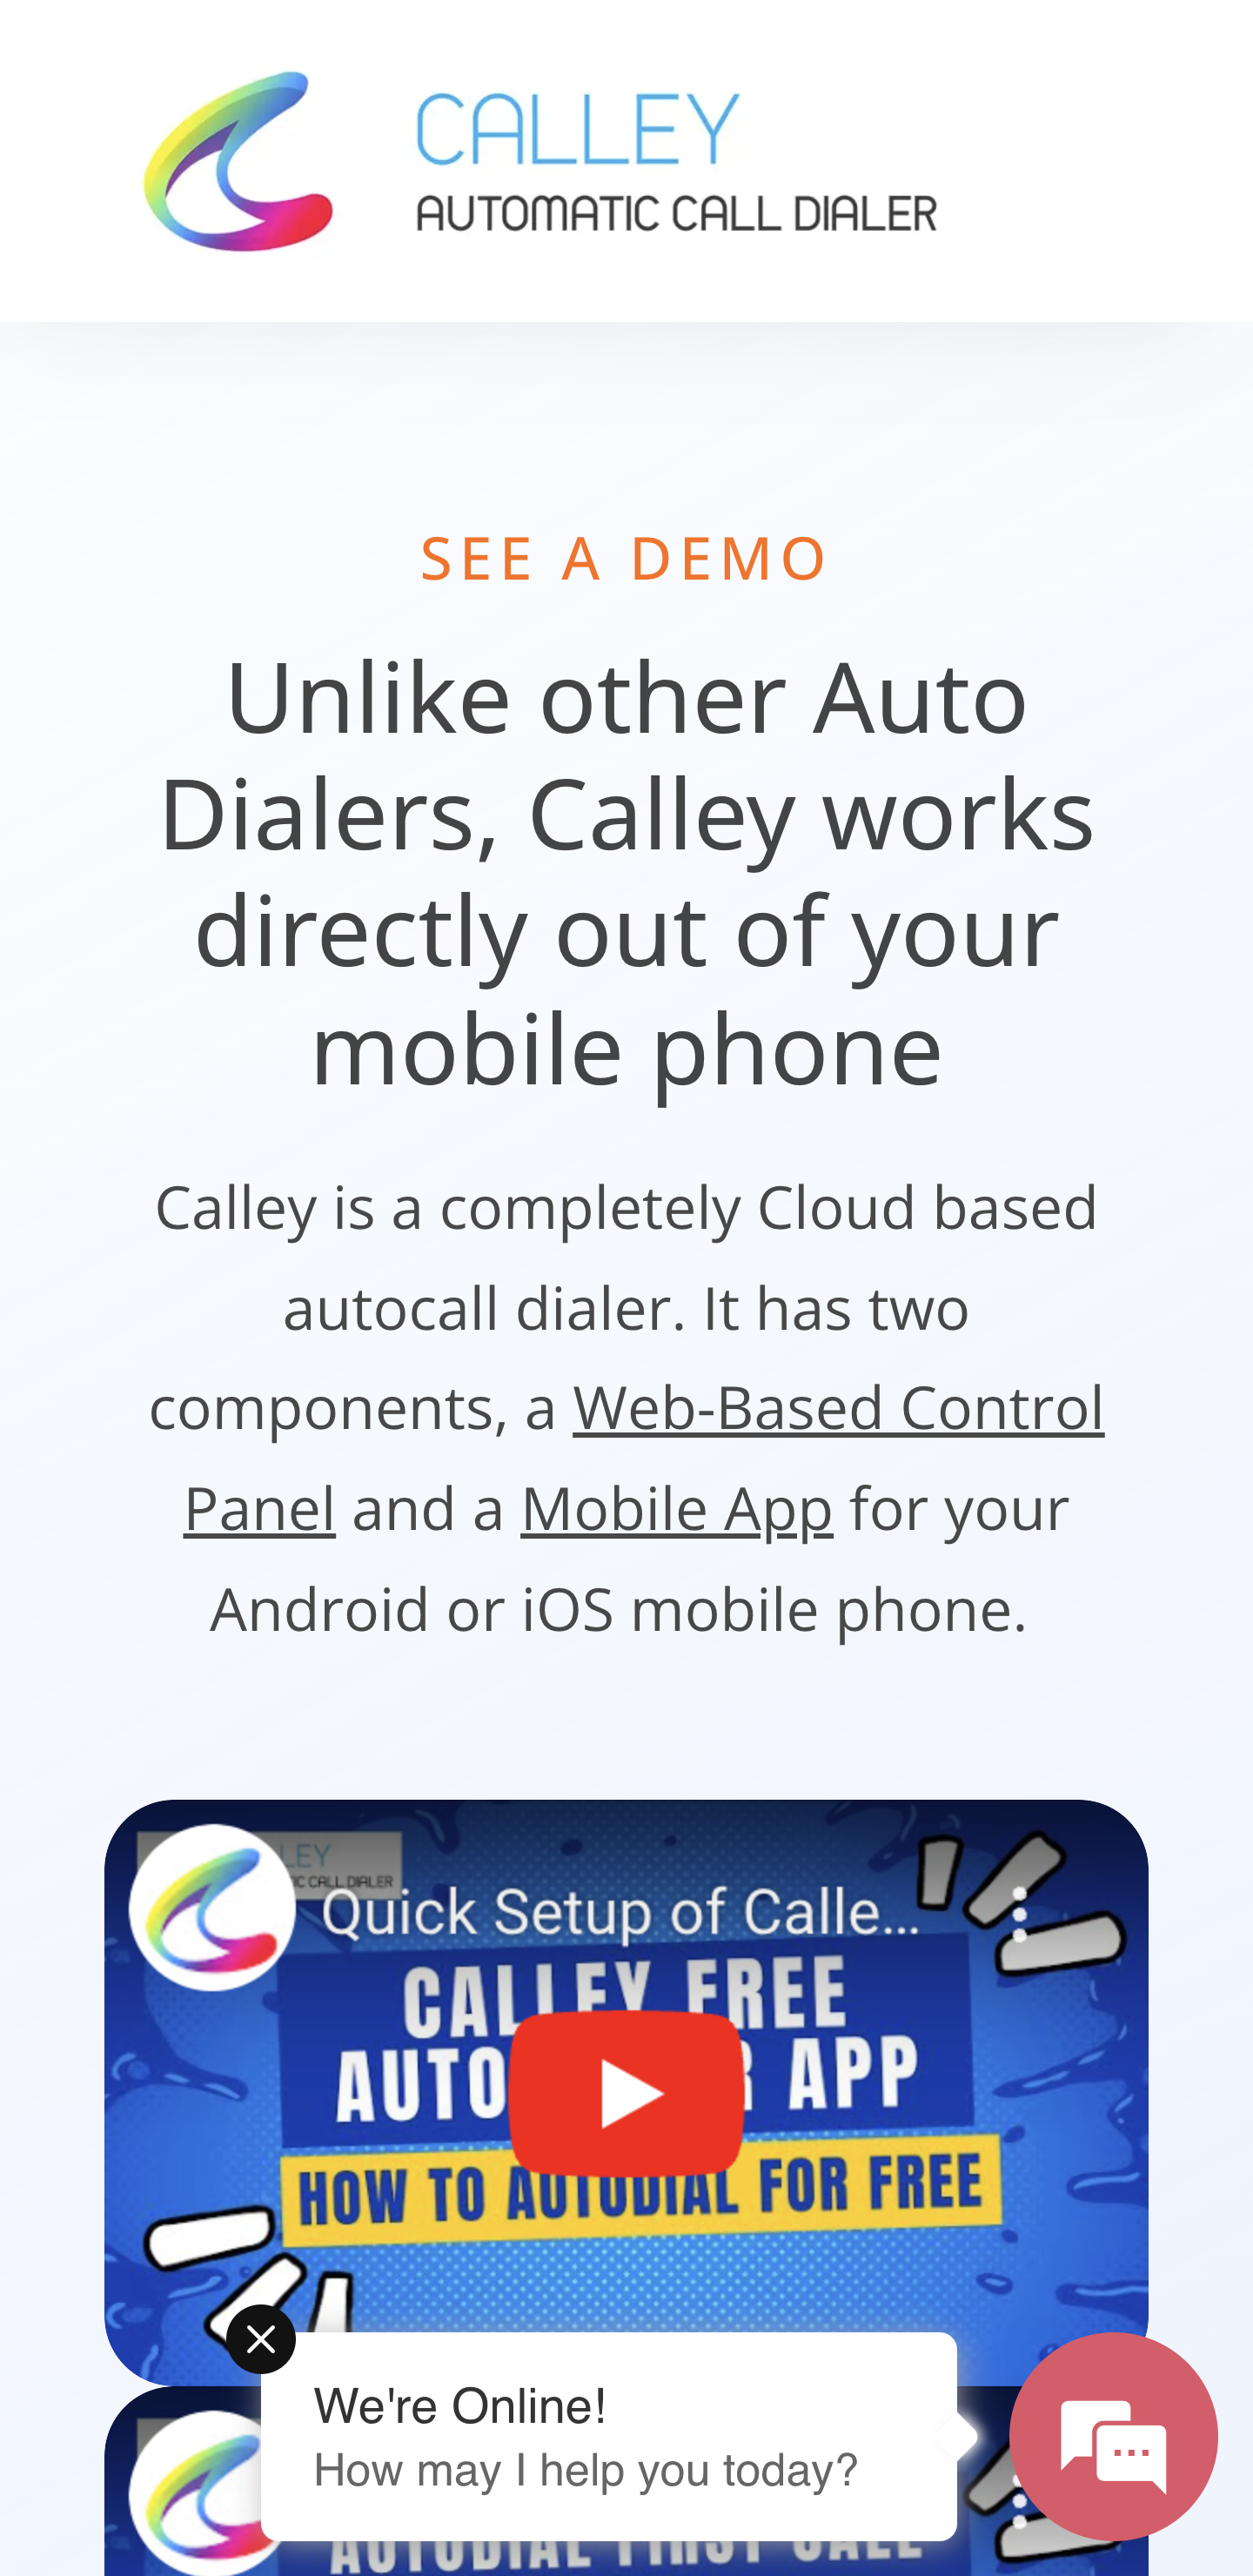 CALLEY
AUTOMATIC CALL DIALER
SEE A DEMO
Unlike other Auto
Dialers, Calley works
directly out of your
mobile phone
Calley is a completely Cloud based
autocall dialer. It has two
components, a Web-Based Control
Panel and a Mobile App for your
Android or iOS mobile phone.
CALL DIALER
Quick Setup of Calle...
CALLEY FREE
APP
HOW TO AUTODIAL FOR FREE
We're Online!
How may I help you today?
AUTODIAL FIRST CALL